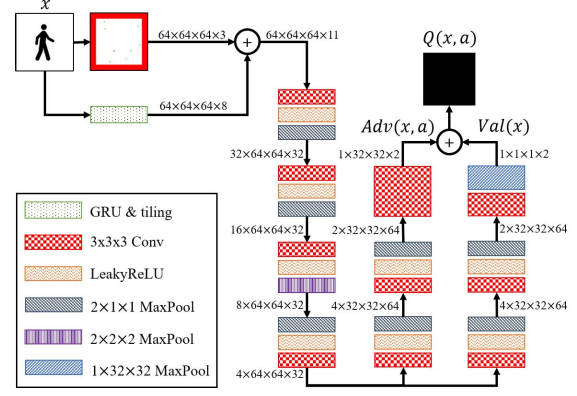 x
64×64×64×3
64×64×64×11
64×64×64×8
Q(x, a)
32×64×64×32
Adv(x, a)
Val(x)
1×32×32×2
1×1×1×2
16×64×64×32
2×32×32×64
2×32×32×64
8×64×64×32
4×32×32×64
4×32×32×64
4×64×64×32
GRU & tiling
3x3x3 Conv
LeakyReLU
2×1×1 MaxPool
2×2×2 MaxPool
1×32×32 MaxPool